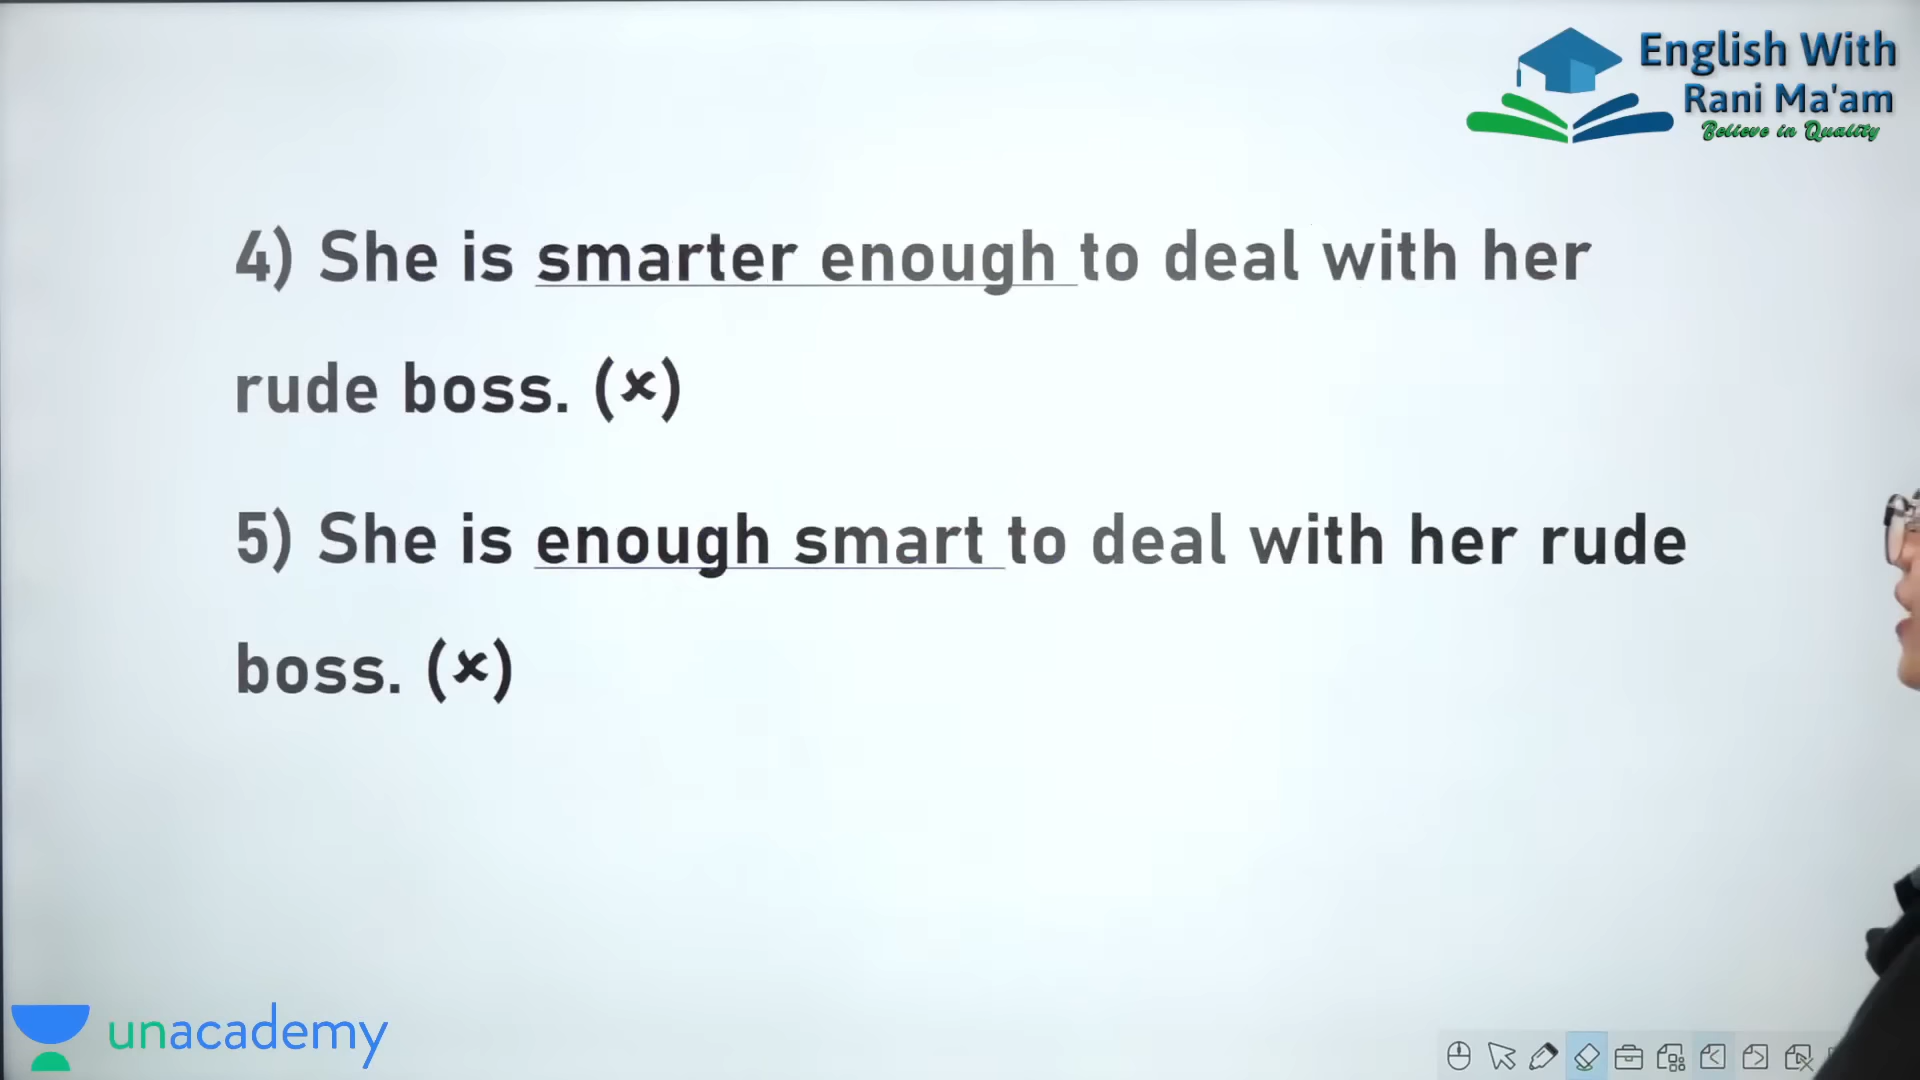 English With
Rani Ma'am
Believe in Quality
4) She is smarter enough to deal with her
rude boss. (×)
5) She is enough smart to deal with her rude
boss. (×)
unacademy